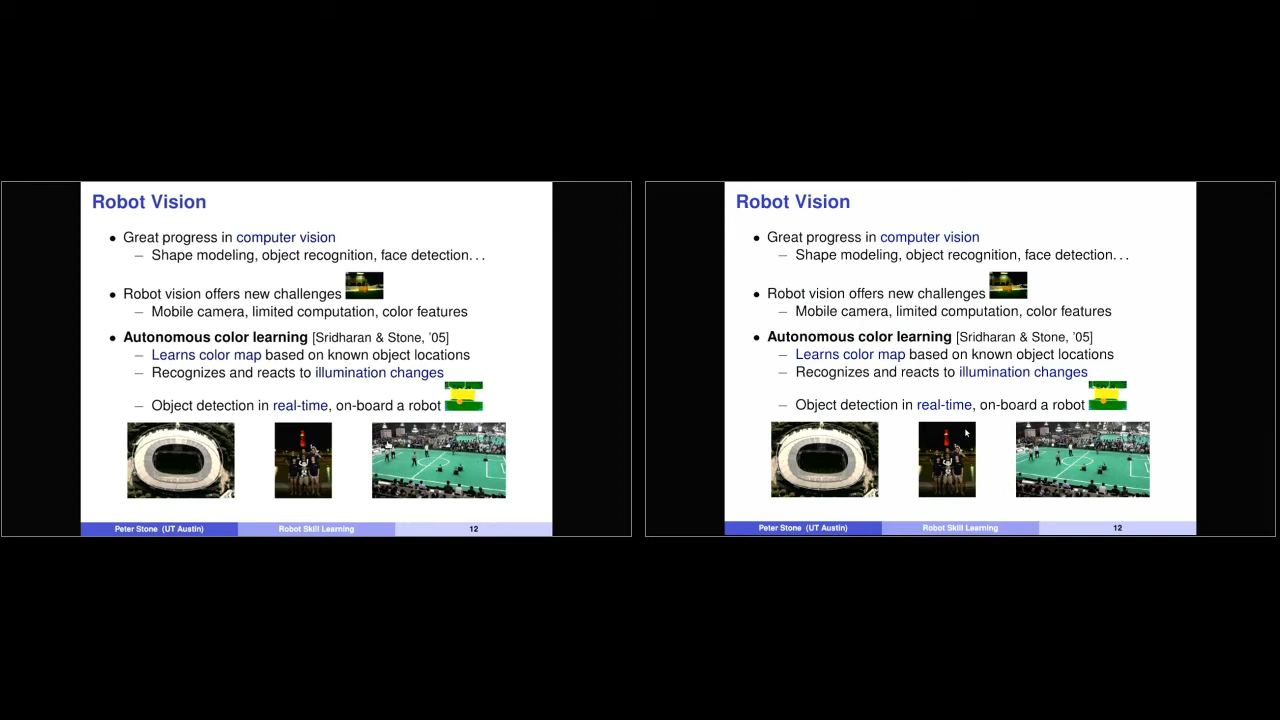 Robot Vision
• Great progress in computer vision
– Shape modeling, object recognition, face detection...
• Robot vision offers new challenges
– Mobile camera, limited computation, color features
• Autonomous color learning [Sridharan & Stone, '05]
– Learns color map based on known object locations
– Recognizes and reacts to illumination changes
– Object detection in real-time, on-board a robot
Peter Stone (UT Austin) Robot Skill Learning 12
Robot Vision
• Great progress in computer vision
– Shape modeling, object recognition, face detection...
• Robot vision offers new challenges
– Mobile camera, limited computation, color features
• Autonomous color learning [Sridharan & Stone, '05]
– Learns color map based on known object locations
– Recognizes and reacts to illumination changes
– Object detection in real-time, on-board a robot
Peter Stone (UT Austin) Robot Skill Learning 12